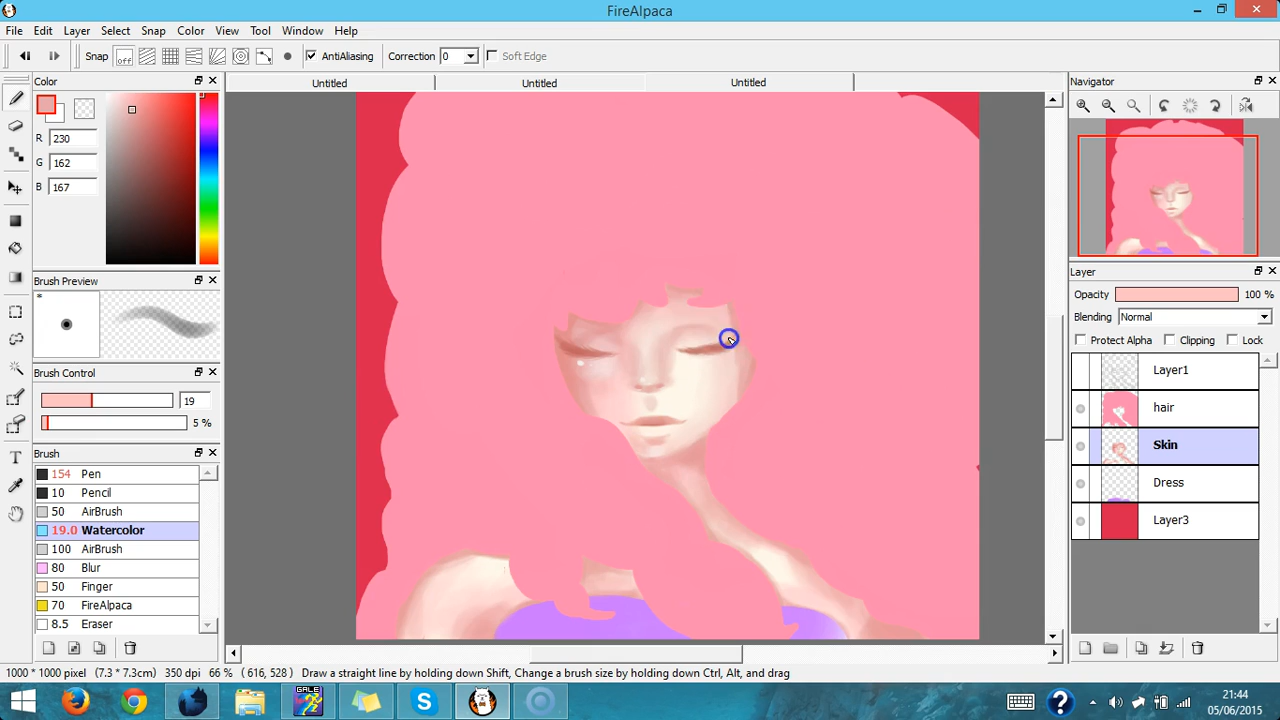 FireAlpaca
File Edit Layer Select Snap Color View Tool Window Help
Snap off AntiAliasing Correction 0 Soft Edge
Color
Untitled Untitled Untitled
Navigator
R 230
G 162
B 167
Brush Preview
*
Layer
Opacity 100 %
Blending Normal
Protect Alpha Clipping Lock
Brush Control
19
5 %
Layer1
hair
Skin
Dress
Layer3
Brush
154 Pen
10 Pencil
50 AirBrush
19.0 Watercolor
100 AirBrush
80 Blur
50 Finger
70 FireAlpaca
8.5 Eraser
1000 * 1000 pixel (7.3 * 7.3cm) 350 dpi 66 % ( 616, 528 ) Draw a straight line by holding down Shift, Change a brush size by holding down Ctrl, Alt, and drag
GALE
21:44
05/06/2015